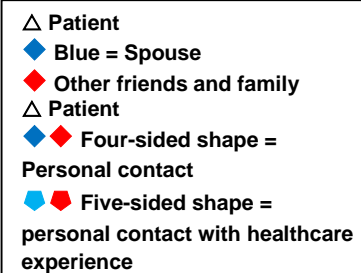 Patient
Blue = Spouse
Other friends and family
Patient
Four-sided shape =
Personal contact
Five-sided shape =
personal contact with healthcare
experience